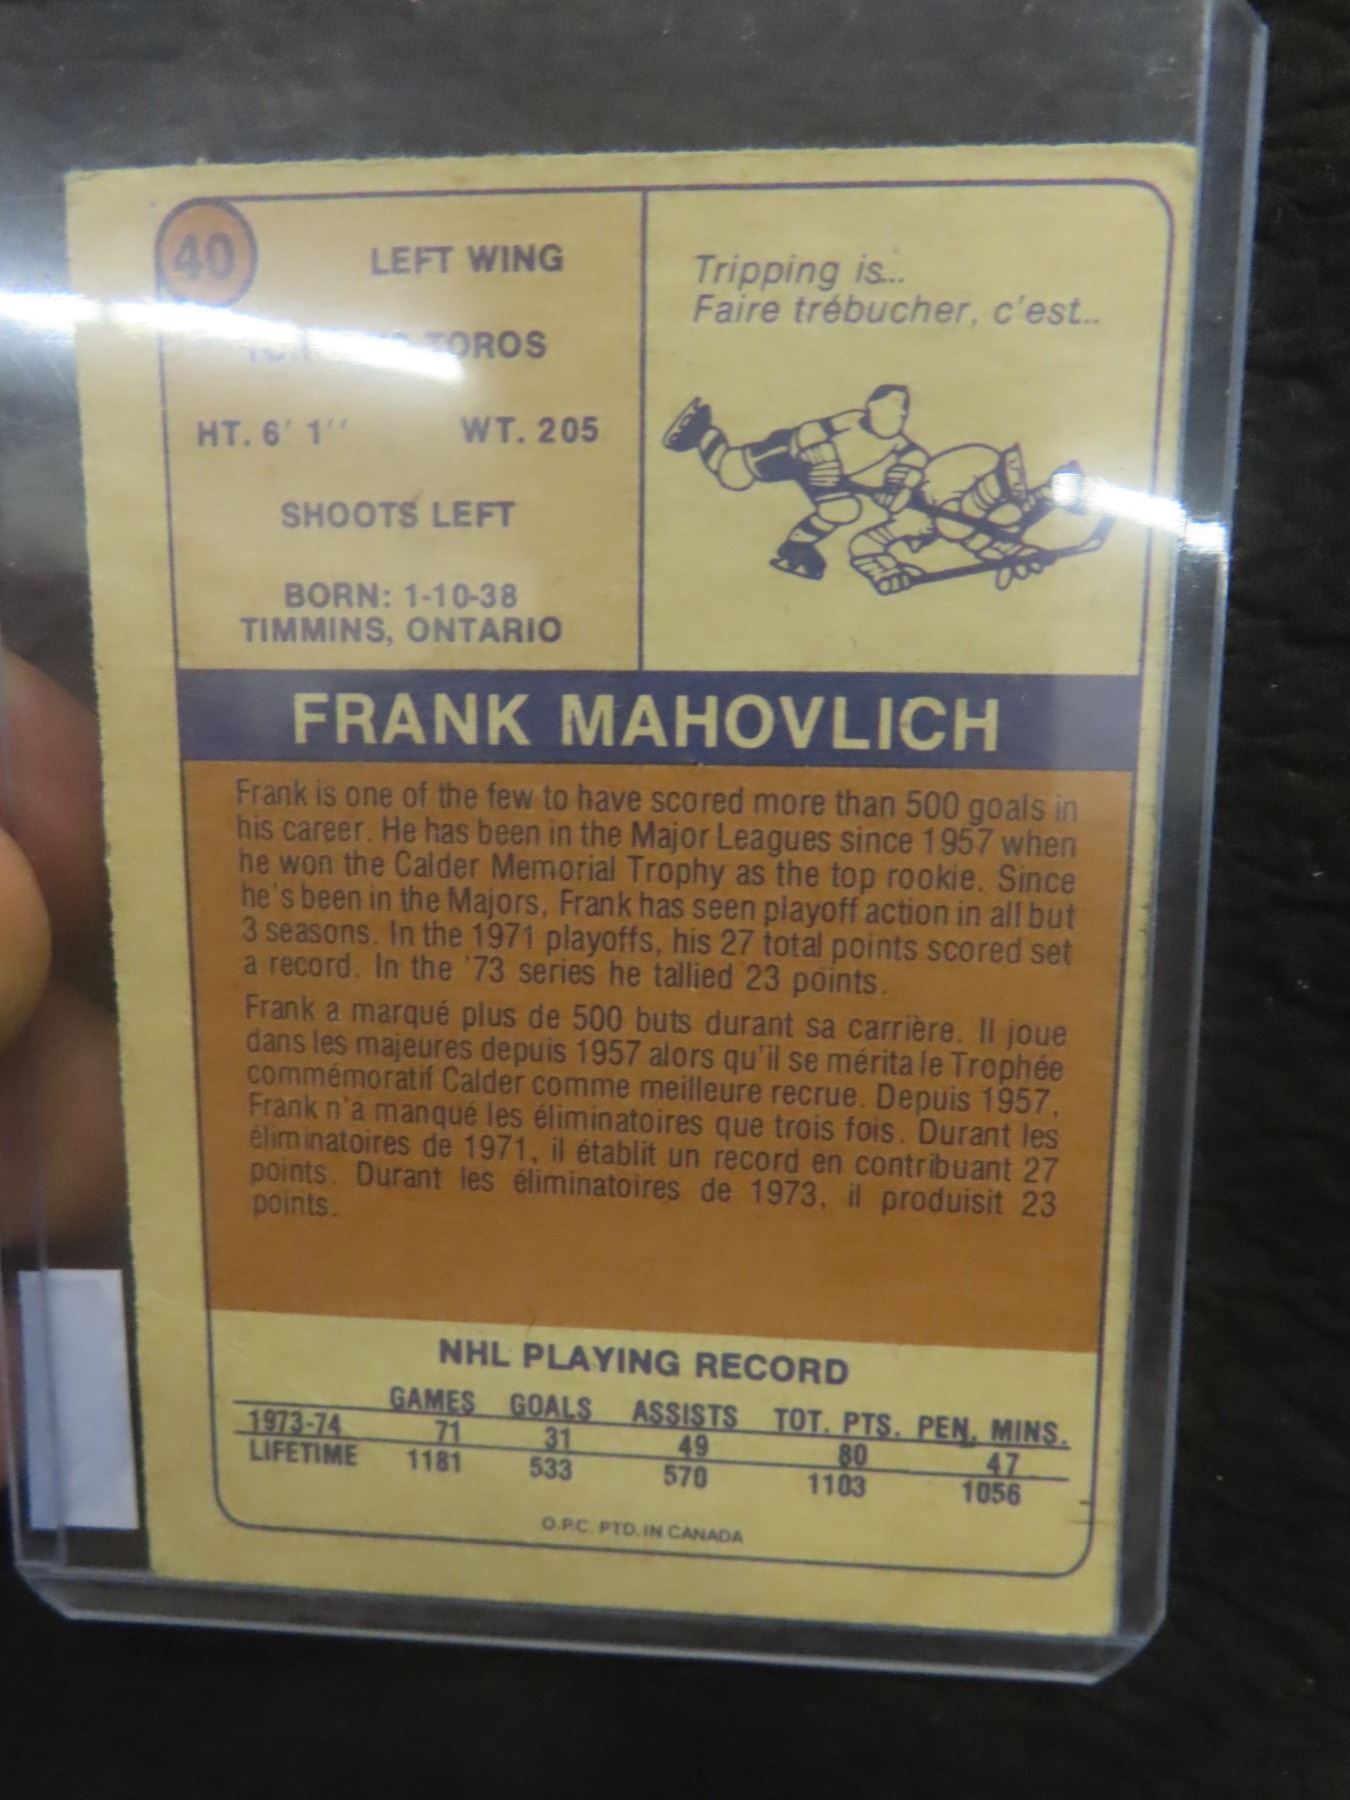 40
LEFT WING
TOROS
HT. 6' 1''
WT. 205
SHOOTS LEFT
BORN: 1-10-38
TIMMINS, ONTARIO
Tripping is...
Faire trébucher, c'est...
FRANK MAHOVLICH
Frank is one of the few to have scored more than 500 goals in
his career. He has been in the Major Leagues since 1957 when
he won the Calder Memorial Trophy as the top rookie. Since
he's been in the Majors, Frank has seen playoff action in all but
3 seasons. In the 1971 playoffs, his 27 total points scored set
a record. In the '73 series he tallied 23 points.
Frank a marqué plus de 500 buts durant sa carrière. Il joue
dans les majeures depuis 1957 alors qu'il se mérita le Trophée
commémoratif Calder comme meilleure recrue. Depuis 1957,
Frank n'a manqué les éliminatoires que trois fois. Durant les
éliminatoires de 1971, il établit un record en contribuant 27
points. Durant les éliminatoires de 1973, il produisit 23
points.
NHL PLAYING RECORD
GAMES GOALS ASSISTS TOT. PTS. PEN. MINS.
1973-74 71 31 49 80 47
LIFETIME 1181 533 570 1103 1056
O.P.C. PTD. IN CANADA